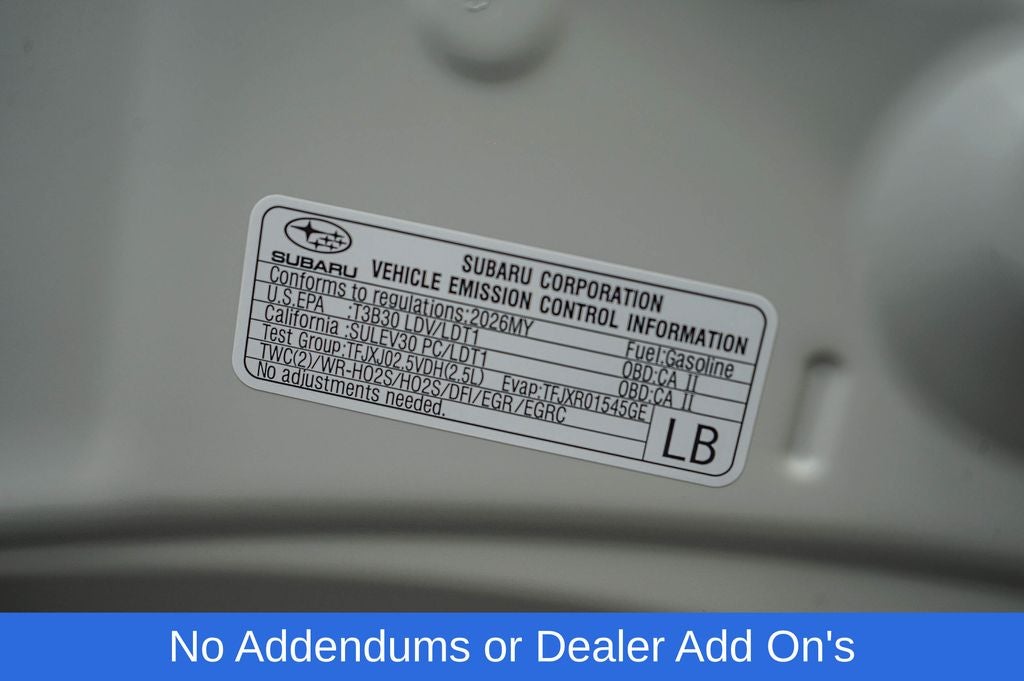 SUBARU
SUBARU CORPORATION
VEHICLE EMISSION CONTROL INFORMATION
Conforms to regulations:2026MY Fuel:Gasoline
U.S.EPA :T3B30 LDV/LDT1 OBD:CA II
California :SULEV30 PC/LDT1 OBD:CA II
Test Group:TFJXJ02.5VDH(2.5L) Evap:TFJXR01545GE
TWC(2)/WR-HO2S/HO2S/DFI/EGR/EGRC
No adjustments needed.
LB
No Addendums or Dealer Add On's